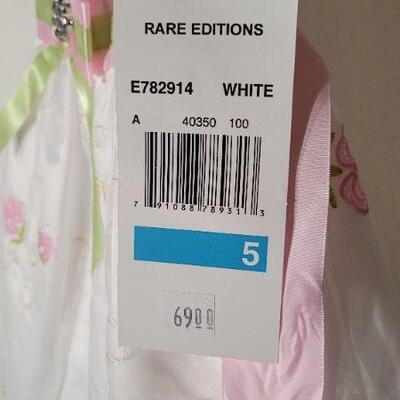 RARE EDITIONS
E782914 WHITE
A 40350 100
7 91088 78931 3
5
6900